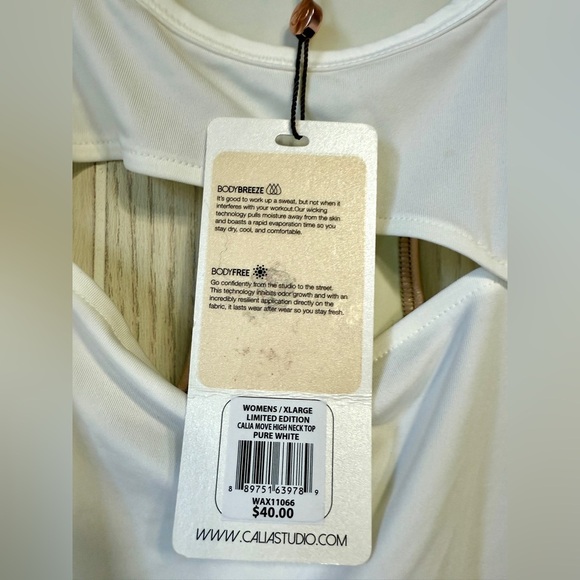 BODYBREEZE
It's good to work up a sweat, but not when it
interferes with your workout.Our wicking
technology pulls moisture away from the skin
and boasts a rapid evaporation time so you
stay dry, cool, and comfortable.
BODYFREE
Go confidently from the studio to the street.
This technology inhibits odor growth and with an
incredibly resilient application directly on the
fabric, it lasts wear after wear so you stay fresh.
WOMENS / XLARGE
LIMITED EDITION
CALIA MOVE HIGH NECK TOP
PURE WHITE
8 89751 63978 9
WAX11066
$40.00
WWW.CALIASTUDIO.COM